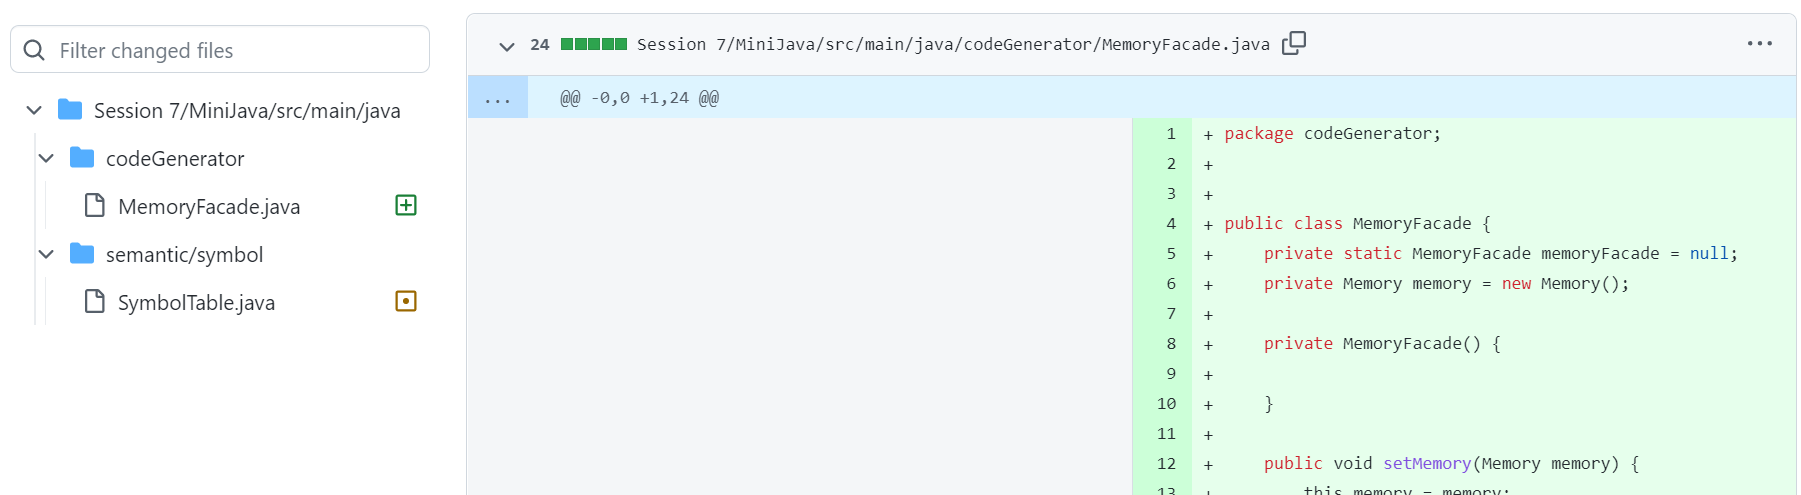 Filter changed files
Session 7/MiniJava/src/main/java
codeGenerator
MemoryFacade.java
semantic/symbol
SymbolTable.java
24 Session 7/MiniJava/src/main/java/codeGenerator/MemoryFacade.java
... @@ -0,0 +1,24 @@
1 + package codeGenerator;
2 +
3 +
4 + public class MemoryFacade {
5 +     private static MemoryFacade memoryFacade = null;
6 +     private Memory memory = new Memory();
7 +
8 +     private MemoryFacade() {
9 +
10 +     }
11 +
12 +     public void setMemory(Memory memory) {
13 +         this.memory = memory;